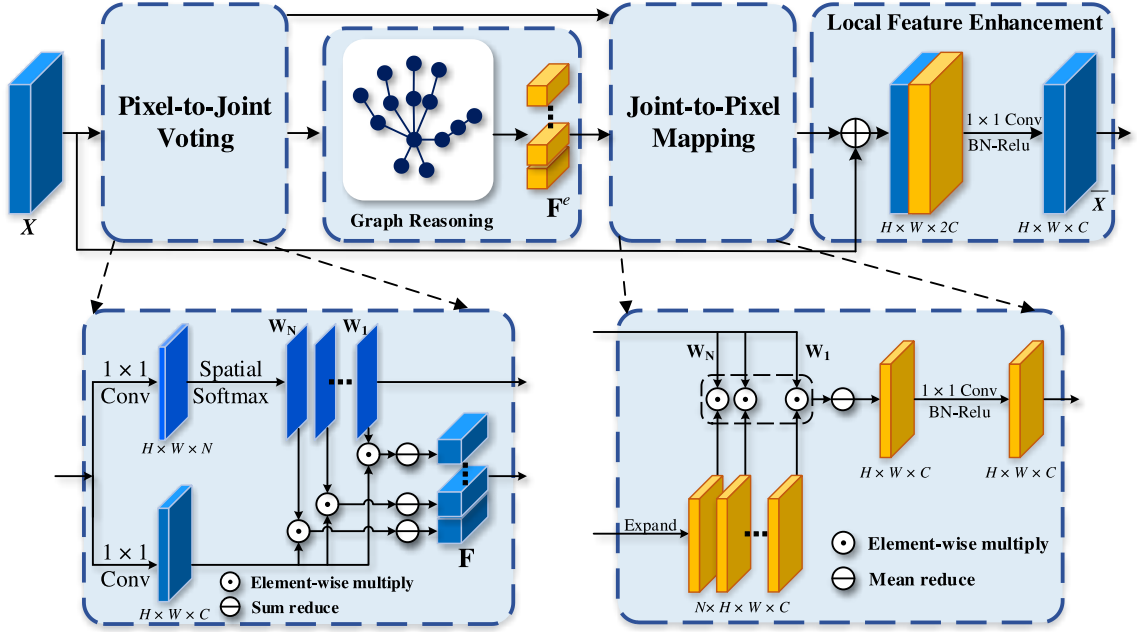 Pixel-to-Joint
Voting
Graph Reasoning
F^e
Joint-to-Pixel
Mapping
Local Feature Enhancement
1 × 1 Conv
BN-Relu
X
H × W × 2C
H × W × C
X̅
1 × 1
Conv
Spatial
Softmax
W_N
W_1
H × W × N
1 × 1
Conv
H × W × C
F
Element-wise multiply
Sum reduce
W_N
W_1
1 × 1 Conv
BN-Relu
H × W × C
H × W × C
Expand
N× H × W × C
Element-wise multiply
Mean reduce